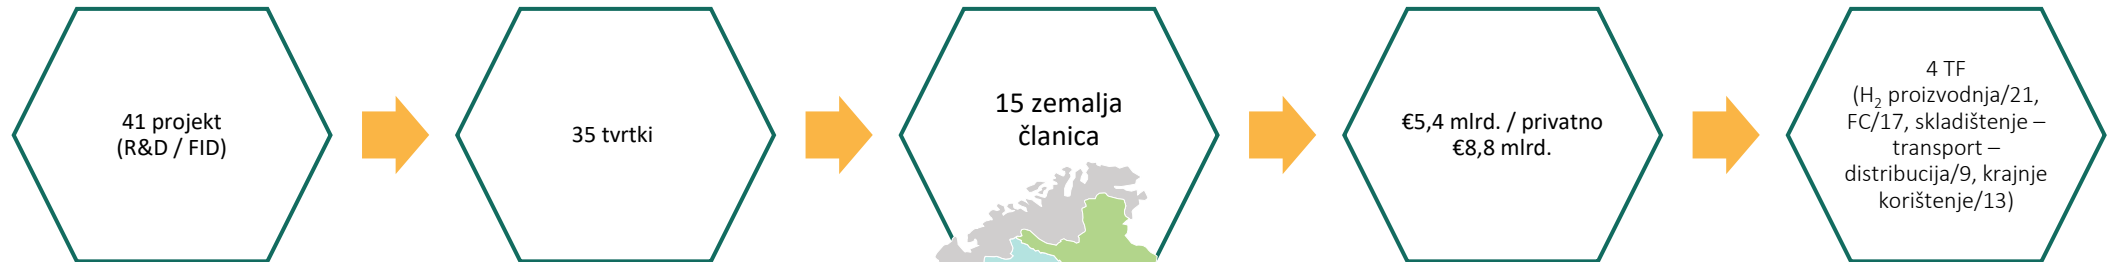 41 projekt
(R&D / FID)
35 tvrtki
15 zemalja
članica
€5,4 mlrd. / privatno
€8,8 mlrd.
4 TF
(H₂ proizvodnja/21,
FC/17, skladištenje –
transport –
distribucija/9, krajnje
korištenje/13)